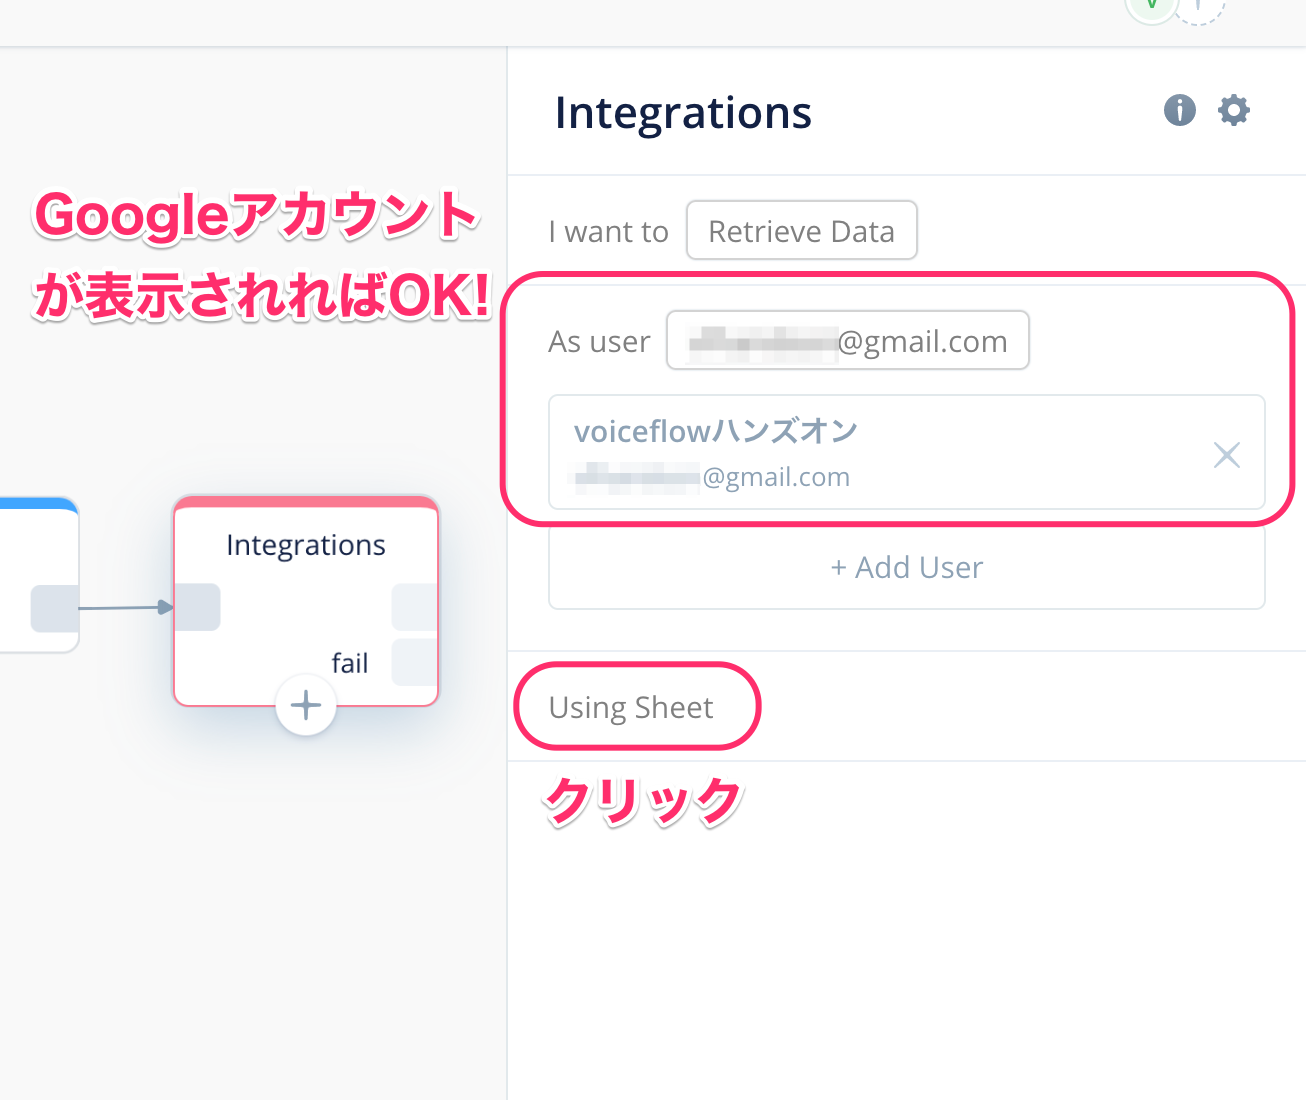 Integrations
Googleアカウント
が表示されればOK!
I want to Retrieve Data
As user @gmail.com
voiceflowハンズオン
@gmail.com
+ Add User
Integrations
fail
Using Sheet
クリック